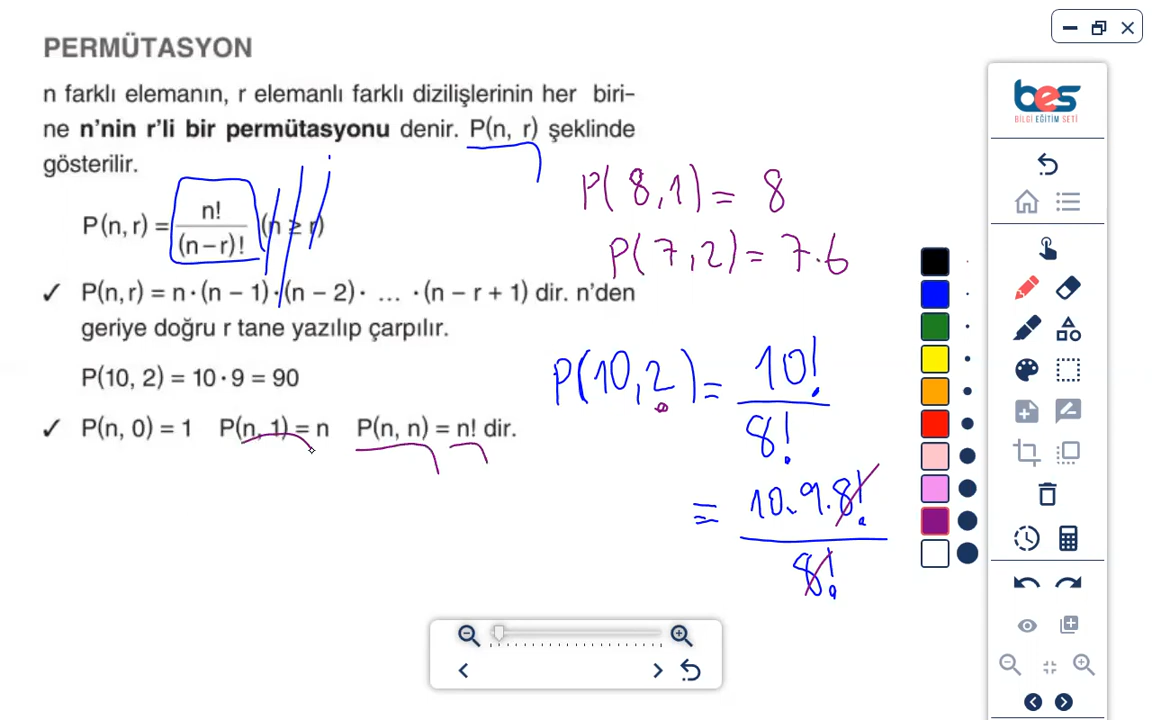 PERMÜTASYON
n farklı elemanın, r elemanlı farklı dizilişlerinin her biri-
ne n'nin r'li bir permütasyonu denir. P(n, r) şeklinde
gösterilir.
P(n, r) = n! / (n − r)! (n ≥ r)
✓ P(n, r) = n · (n − 1) · (n − 2) · … · (n − r + 1) dir. n'den
geriye doğru r tane yazılıp çarpılır.
P(10, 2) = 10 · 9 = 90
✓ P(n, 0) = 1 P(n, 1) = n P(n, n) = n! dir.
P(8,1) = 8
P(7,2) = 7.6
P(10,2) = 10! / 8!
= 10.9.8! / 8!
bes
BİLGİ EĞİTİM SETİ